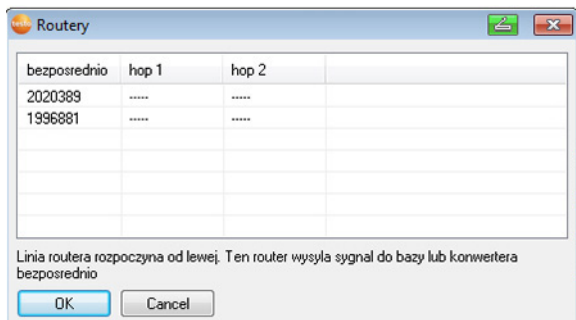 testo Routery
bezposrednio hop 1 hop 2
2020389 ----- -----
1996881 ----- -----
Linia routera rozpoczyna od lewej. Ten router wysyla sygnal do bazy lub konwertera
bezposrednio
OK Cancel